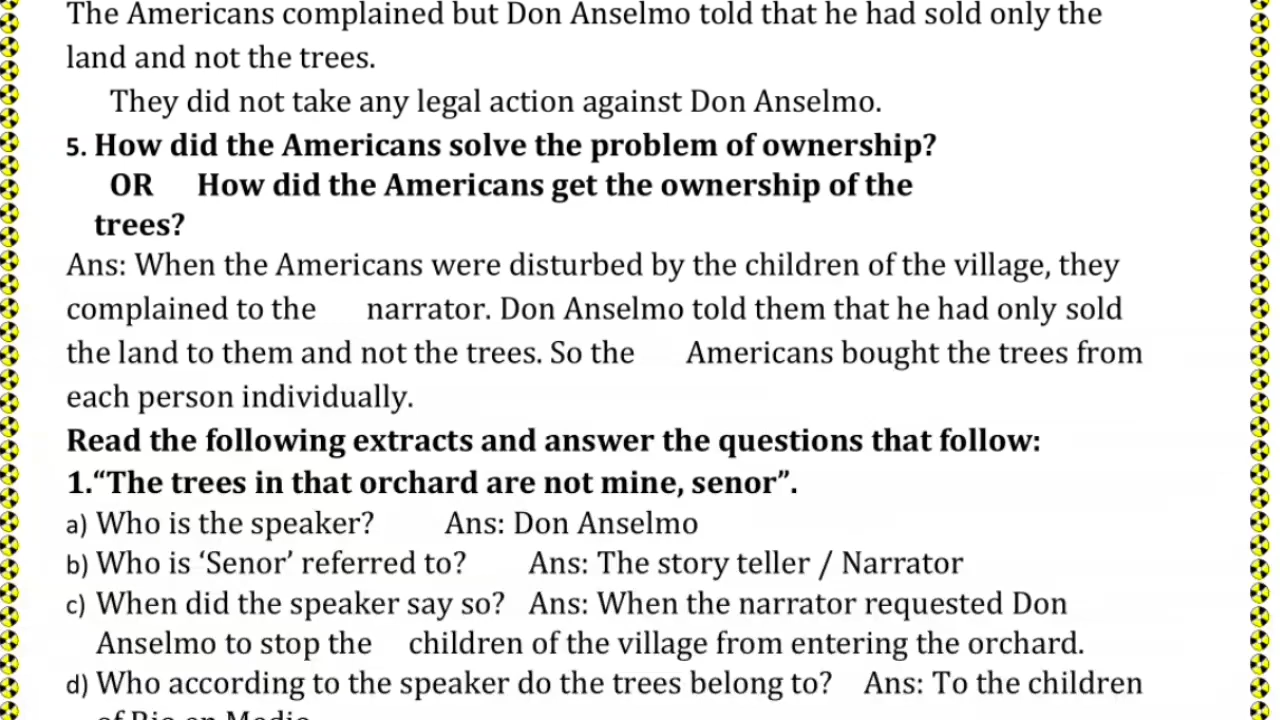 The Americans complained but Don Anselmo told that he had sold only the
land and not the trees.
They did not take any legal action against Don Anselmo.
5. How did the Americans solve the problem of ownership?
OR How did the Americans get the ownership of the
trees?
Ans: When the Americans were disturbed by the children of the village, they
complained to the narrator. Don Anselmo told them that he had only sold
the land to them and not the trees. So the Americans bought the trees from
each person individually.
Read the following extracts and answer the questions that follow:
1.“The trees in that orchard are not mine, senor”.
a) Who is the speaker? Ans: Don Anselmo
b) Who is ‘Senor’ referred to? Ans: The story teller / Narrator
c) When did the speaker say so? Ans: When the narrator requested Don
Anselmo to stop the children of the village from entering the orchard.
d) Who according to the speaker do the trees belong to? Ans: To the children
of Rio en Medio